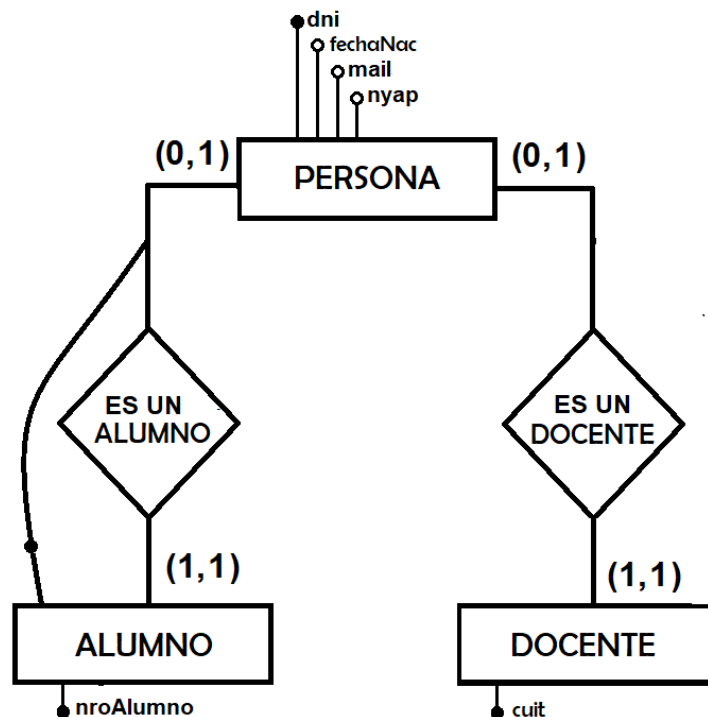 dni
fechaNac
mail
nyap
(0,1)
(0,1)
PERSONA
ES UN
ALUMNO
ES UN
DOCENTE
(1,1)
(1,1)
ALUMNO
DOCENTE
nroAlumno
cuit